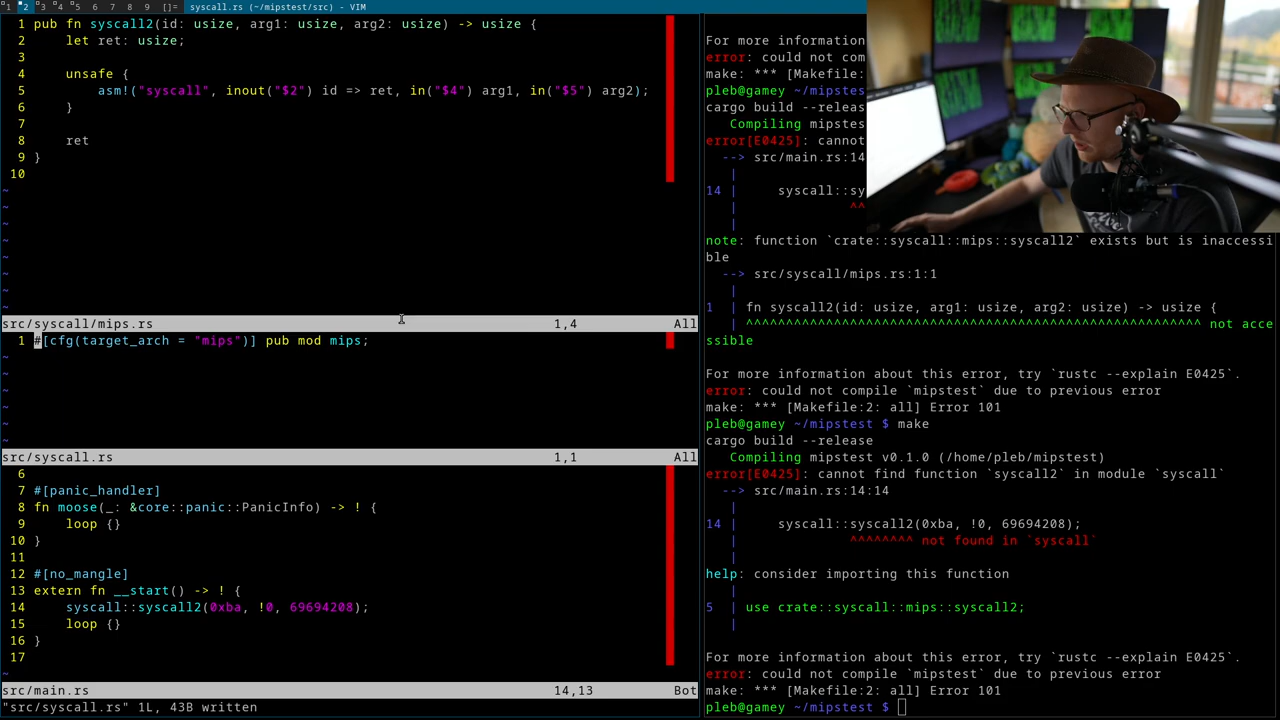 1 2 3 4 5 6 7 8 9 []= syscall.rs (~/mipstest/src) - VIM
1 pub fn syscall2(id: usize, arg1: usize, arg2: usize) -> usize {
2     let ret: usize;
3
4     unsafe {
5         asm!("syscall", inout("$2") id => ret, in("$4") arg1, in("$5") arg2);
6     }
7
8     ret
9 }
10
~
~
~
~
~
~
~
~
src/syscall/mips.rs 1,4 All
1 #[cfg(target_arch = "mips")] pub mod mips;
~
~
~
~
~
~
src/syscall.rs 1,1 All
6
7 #[panic_handler]
8 fn moose(_: &core::panic::PanicInfo) -> ! {
9     loop {}
10 }
11
12 #[no_mangle]
13 extern fn __start() -> ! {
14     syscall::syscall2(0xba, !0, 69694208);
15     loop {}
16 }
17
~
src/main.rs 14,13 Bot
"src/syscall.rs" 1L, 43B written
For more information
error: could not com
make: *** [Makefile:
pleb@gamey ~/mipstes
cargo build --releas
   Compiling mipstes
error[E0425]: cannot
  --> src/main.rs:14
   |
14 |     syscall::sy
   |              ^^
   |
note: function `crate::syscall::mips::syscall2` exists but is inaccessi
ble
  --> src/syscall/mips.rs:1:1
   |
1  | fn syscall2(id: usize, arg1: usize, arg2: usize) -> usize {
   | ^^^^^^^^^^^^^^^^^^^^^^^^^^^^^^^^^^^^^^^^^^^^^^^^^^^^^^^^^ not acce
ssible

For more information about this error, try `rustc --explain E0425`.
error: could not compile `mipstest` due to previous error
make: *** [Makefile:2: all] Error 101
pleb@gamey ~/mipstest $ make
cargo build --release
   Compiling mipstest v0.1.0 (/home/pleb/mipstest)
error[E0425]: cannot find function `syscall2` in module `syscall`
  --> src/main.rs:14:14
   |
14 |     syscall::syscall2(0xba, !0, 69694208);
   |              ^^^^^^^^ not found in `syscall`
   |
help: consider importing this function
   |
5  | use crate::syscall::mips::syscall2;
   |

For more information about this error, try `rustc --explain E0425`.
error: could not compile `mipstest` due to previous error
make: *** [Makefile:2: all] Error 101
pleb@gamey ~/mipstest $